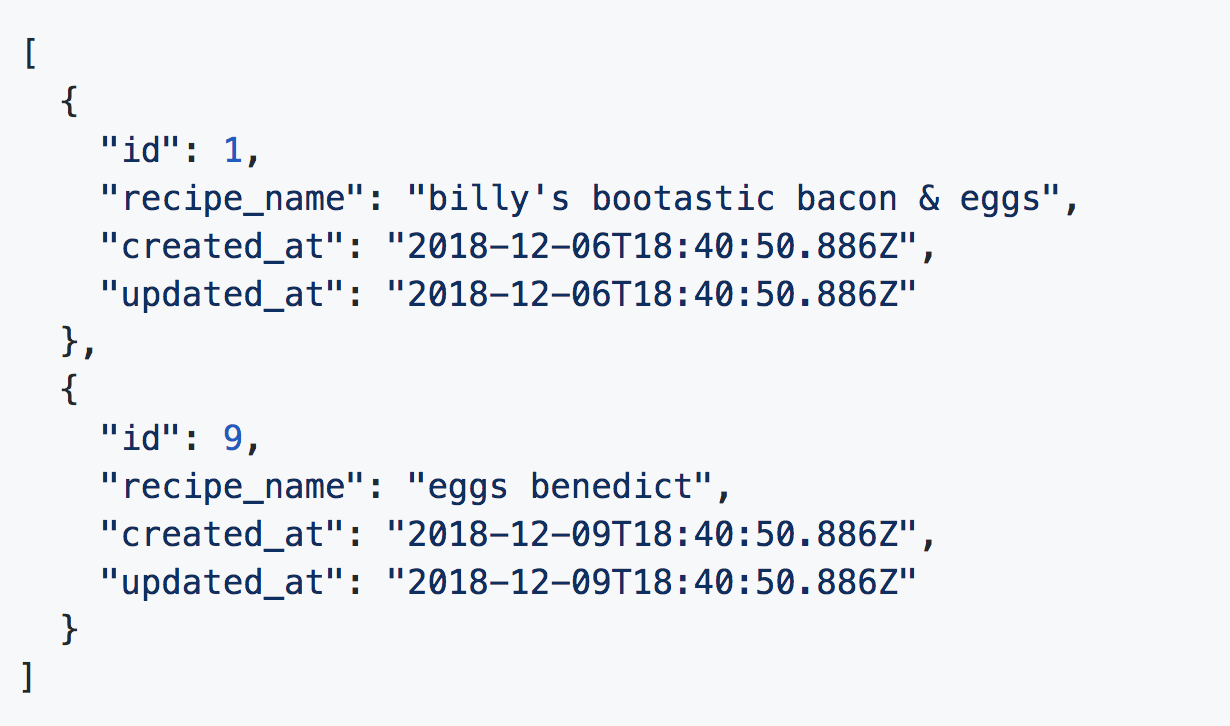 [
  {
    "id": 1,
    "recipe_name": "billy's bootastic bacon & eggs",
    "created_at": "2018-12-06T18:40:50.886Z",
    "updated_at": "2018-12-06T18:40:50.886Z"
  },
  {
    "id": 9,
    "recipe_name": "eggs benedict",
    "created_at": "2018-12-09T18:40:50.886Z",
    "updated_at": "2018-12-09T18:40:50.886Z"
  }
]